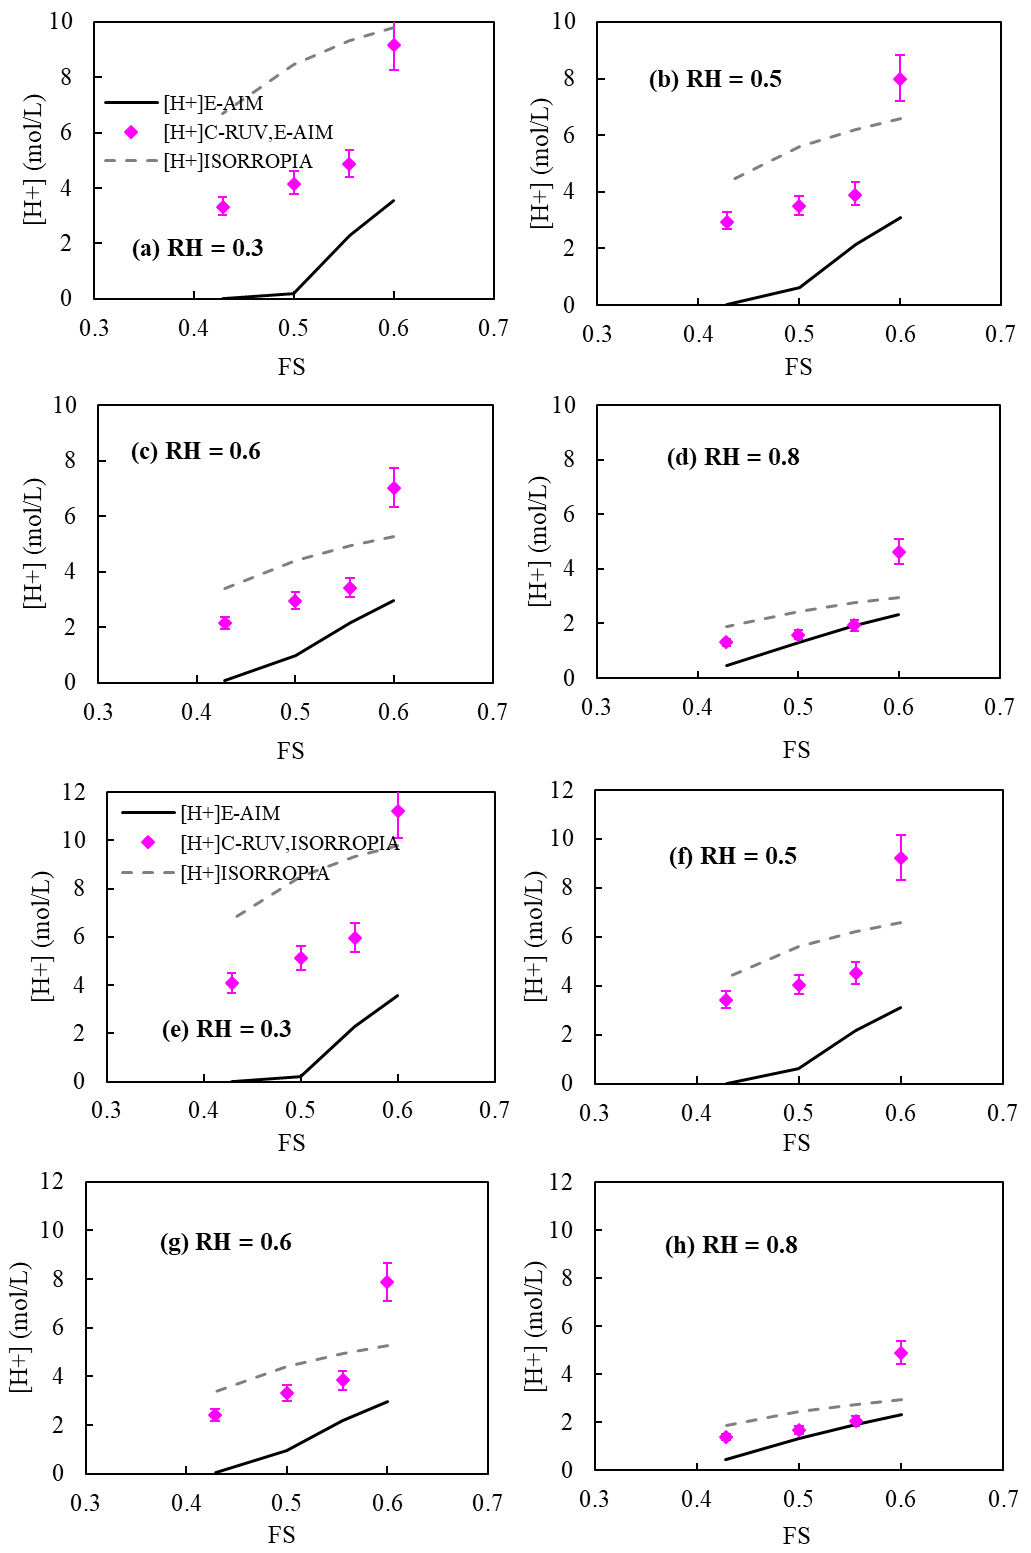 10
8
6
4
2
0
[H+] (mol/L)
[H+]E-AIM
[H+]C-RUV,E-AIM
[H+]ISORROPIA
(a) RH = 0.3
0.3 0.4 0.5 0.6 0.7
FS
10
8
6
4
2
0
[H+] (mol/L)
(b) RH = 0.5
0.3 0.4 0.5 0.6 0.7
FS
10
8
6
4
2
0
[H+] (mol/L)
(c) RH = 0.6
0.3 0.4 0.5 0.6 0.7
FS
10
8
6
4
2
0
[H+] (mol/L)
(d) RH = 0.8
0.3 0.4 0.5 0.6 0.7
FS
12
10
8
6
4
2
0
[H+] (mol/L)
[H+]E-AIM
[H+]C-RUV,ISORROPIA
[H+]ISORROPIA
(e) RH = 0.3
0.3 0.4 0.5 0.6 0.7
FS
12
10
8
6
4
2
0
[H+] (mol/L)
(f) RH = 0.5
0.3 0.4 0.5 0.6 0.7
FS
12
10
8
6
4
2
0
[H+] (mol/L)
(g) RH = 0.6
0.3 0.4 0.5 0.6 0.7
FS
12
10
8
6
4
2
0
[H+] (mol/L)
(h) RH = 0.8
0.3 0.4 0.5 0.6 0.7
FS